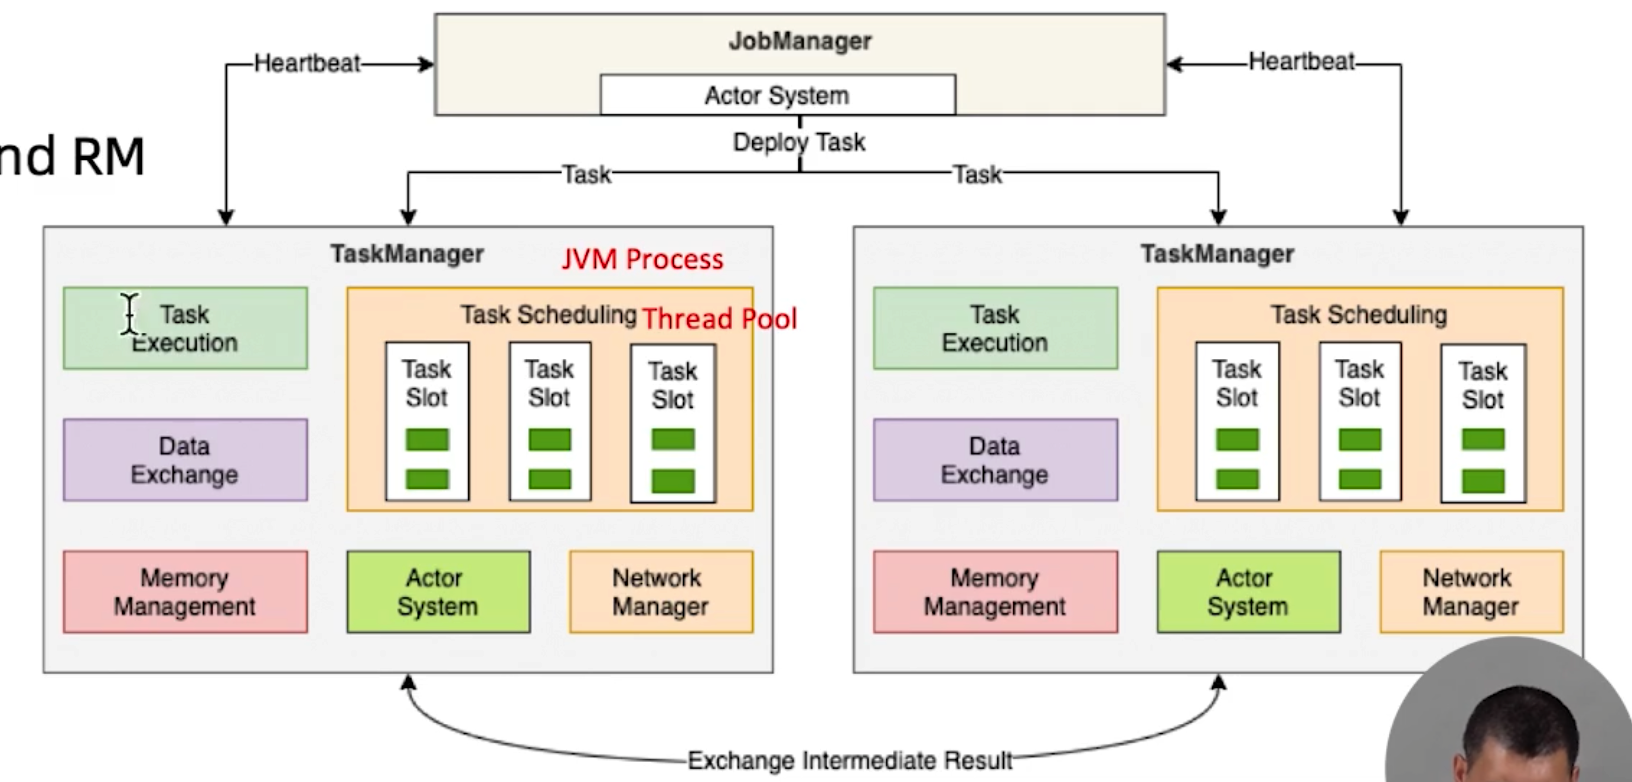 JobManager
Heartbeat
Heartbeat
Actor System
Deploy Task
nd RM
Task
Task
TaskManager
JVM Process
Task
Execution
Task Scheduling
Thread Pool
Task
Slot
Task
Slot
Task
Slot
Data
Exchange
Memory
Management
Actor
System
Network
Manager
TaskManager
Task
Execution
Task Scheduling
Task
Slot
Task
Slot
Task
Slot
Data
Exchange
Memory
Management
Actor
System
Network
Manager
Exchange Intermediate Result